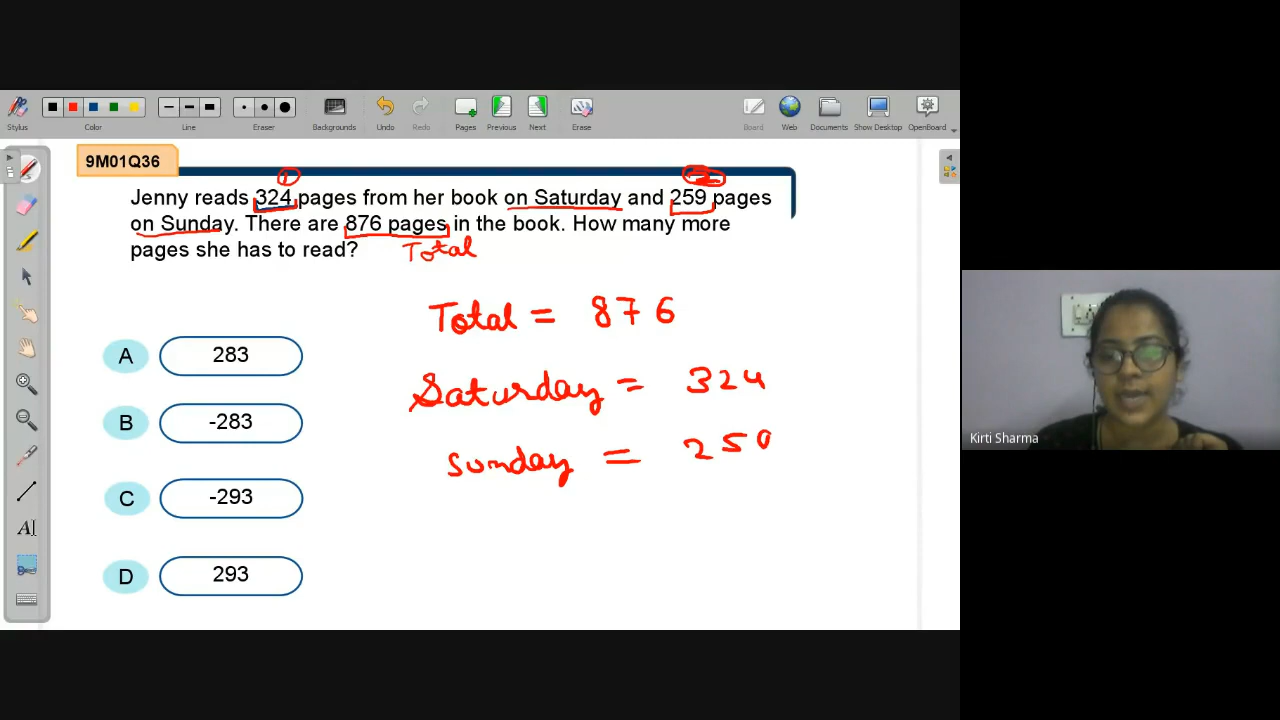 Stylus Color Line Eraser Backgrounds Undo Redo Pages Previous Next Erase Board Web Documents Show Desktop OpenBoard
9M01Q36
1
Jenny reads 324 pages from her book on Saturday and 259 pages
on Sunday. There are 876 pages in the book. How many more
pages she has to read?
Total
Total = 876
A 283
Saturday = 324
B -283
Sunday = 250
C -293
D 293
AI
Kirti Sharma